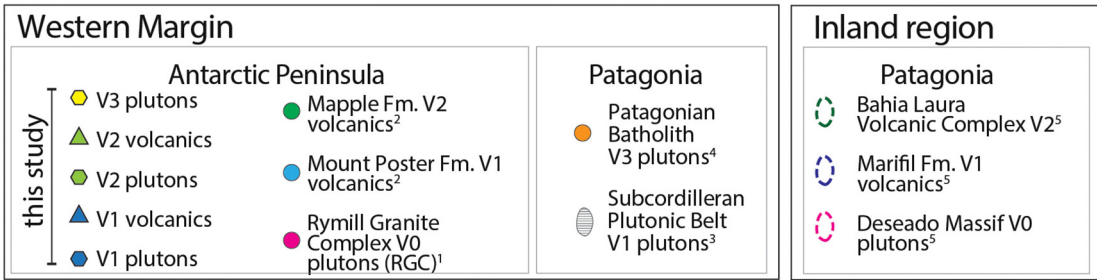 Western Margin
Antarctic Peninsula
this study
V3 plutons
V2 volcanics
V2 plutons
V1 volcanics
V1 plutons
Mapple Fm. V2
volcanics²
Mount Poster Fm. V1
volcanics²
Rymill Granite
Complex V0
plutons (RGC)¹
Patagonia
Patagonian
Batholith
V3 plutons⁴
Subcordilleran
Plutonic Belt
V1 plutons³
Inland region
Patagonia
Bahia Laura
Volcanic Complex V2⁵
Marifil Fm. V1
volcanics⁵
Deseado Massif V0
plutons⁵